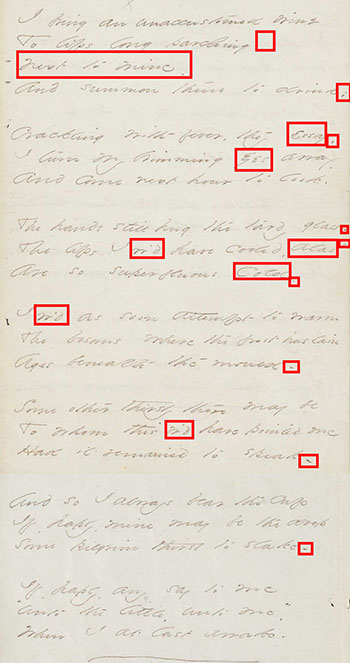 I bring an unaccustomed wine
To lips long parching
Next to mine,
And summon them to drink;
Crackling with fever, they essay,
I turn my brimming eyes away,
And come next hour to look.
The hands still hug the tardy glass -
The lips I w'd have cooled, alas -
Are so superfluous Cold -
I w'd as soon attempt to warm
The bosoms where the frost has lain
Ages beneath the mould -
Some other thirsty there may be
To whom this w'd have pointed me
Had it remained to speak -
And so I always bear the cup
If, haply, mine may be the drop
Some pilgrim thirst to slake -
If, haply, any say to me
"Unto the little, unto me,"
When I at last awake.